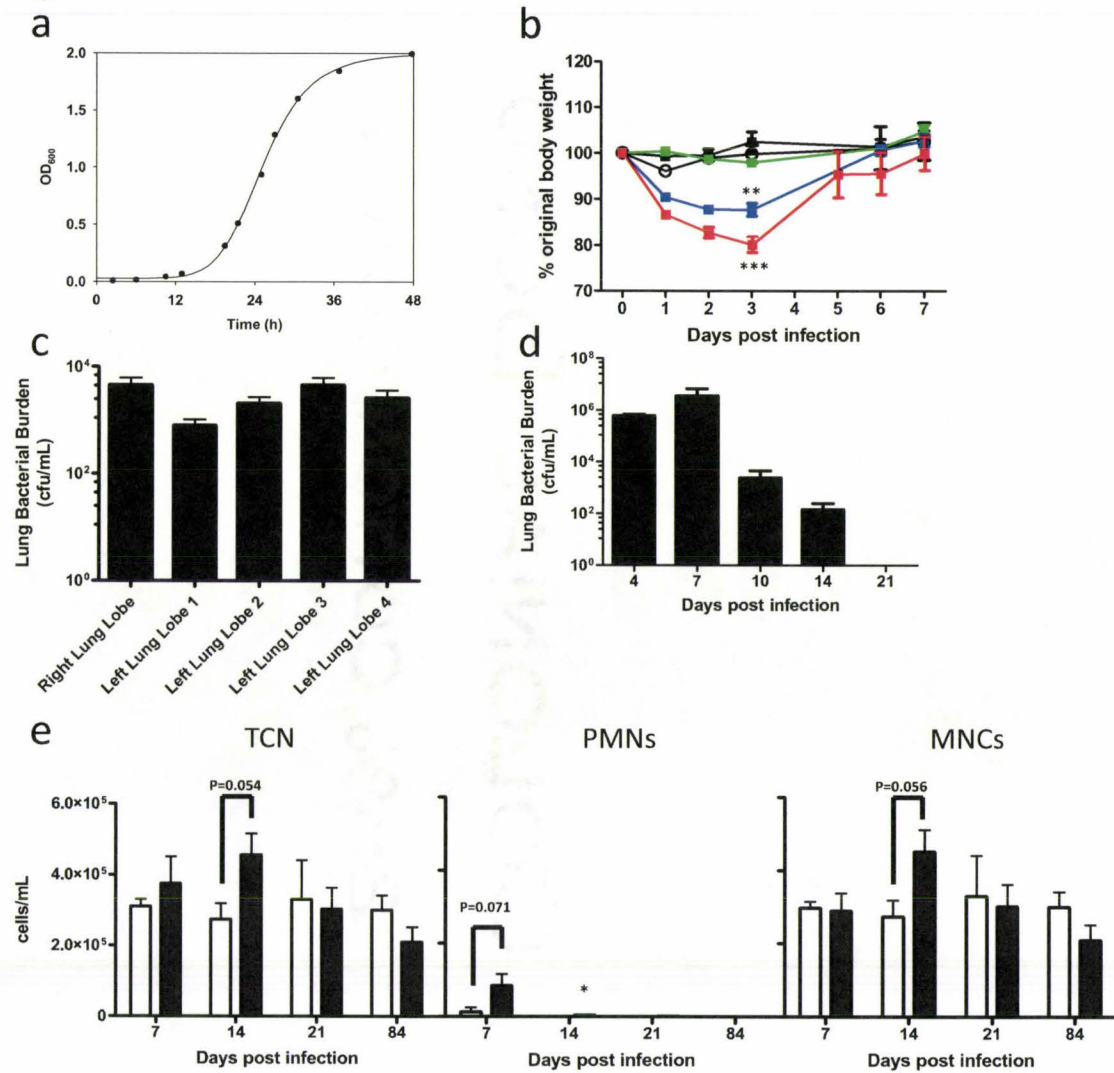 a
2.0
1.5
1.0
0.5
0.0
OD600
0 12 24 36 48
Time (h)
b
120
110
100
90
80
70
% original body weight
**
***
0 1 2 3 4 5 6 7
Days post infection
c
10^4
10^2
10^0
Lung Bacterial Burden
(cfu/mL)
Right Lung Lobe
Left Lung Lobe 1
Left Lung Lobe 2
Left Lung Lobe 3
Left Lung Lobe 4
d
10^8
10^6
10^4
10^2
10^0
Lung Bacterial Burden
(cfu/mL)
4 7 10 14 21
Days post infection
e
TCN
PMNs
MNCs
6.0×10^5
4.0×10^5
2.0×10^5
0
cells/mL
P=0.054
P=0.071
*
P=0.056
7 14 21 84
7 14 21 84
7 14 21 84
Days post infection
Days post infection
Days post infection